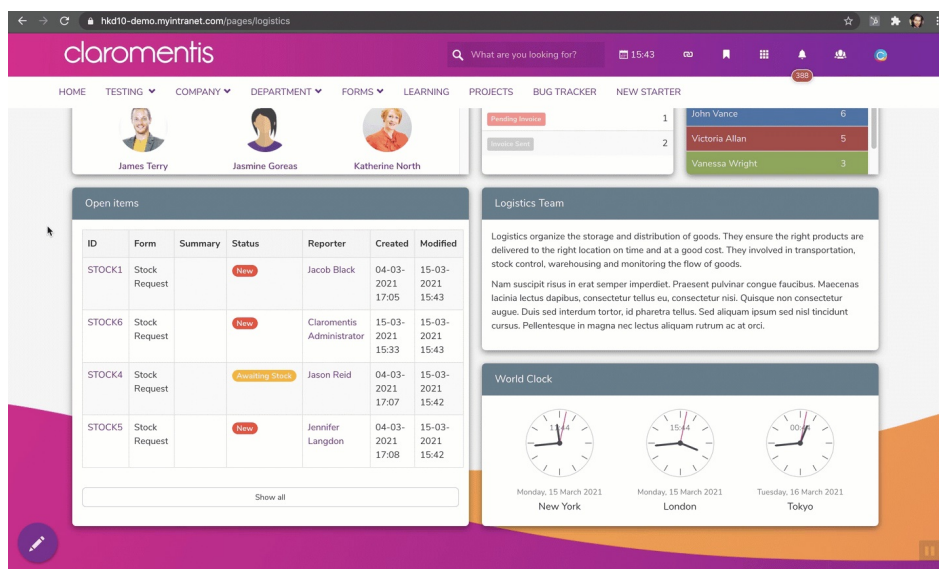 hkd10-demo.myintranet.com/pages/logistics
claromentis
What are you looking for?
15:43
388
HOME TESTING COMPANY DEPARTMENT FORMS LEARNING PROJECTS BUG TRACKER NEW STARTER
James Terry Jasmine Goreas Katherine North
Pending Invoice 1
Invoice Sent 2
John Vance 6
Victoria Allan 5
Vanessa Wright 3
Open items
ID Form Summary Status Reporter Created Modified
STOCK1 Stock New Jacob Black 04-03- 15-03-
Request 2021 2021
17:05 15:43
STOCK6 Stock New Claromentis 15-03- 15-03-
Request Administrator 2021 2021
15:33 15:43
STOCK4 Stock Awaiting Stock Jason Reid 04-03- 15-03-
Request 2021 2021
17:07 15:42
STOCK5 Stock New Jennifer 04-03- 15-03-
Request Langdon 2021 2021
17:08 15:42
Show all
Logistics Team
Logistics organize the storage and distribution of goods. They ensure the right products are
delivered to the right location on time and at a good cost. They involved in transportation,
stock control, warehousing and monitoring the flow of goods.
Nam suscipit risus in erat semper imperdiet. Praesent pulvinar congue faucibus. Maecenas
lacinia lectus dapibus, consectetur tellus eu, consectetur nisi. Quisque non consectetur
augue. Duis sed interdum tortor, id pharetra tellus. Sed aliquam ipsum sed nisl tincidunt
cursus. Pellentesque in magna nec lectus aliquam rutrum ac at orci.
World Clock
11:44 15:44 00:44
Monday, 15 March 2021 Monday, 15 March 2021 Tuesday, 16 March 2021
New York London Tokyo